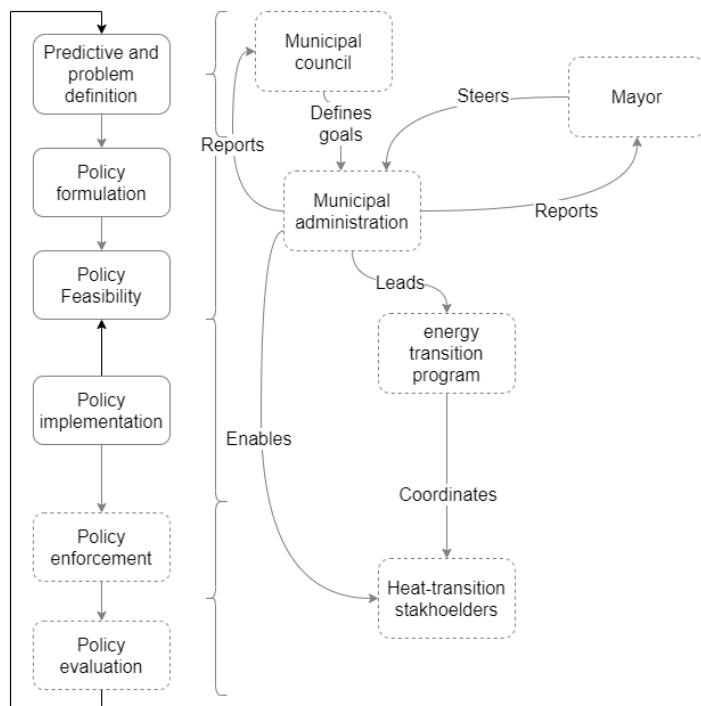 Predictive and
problem
definition
Policy
formulation
Policy
Feasibility
Policy
implementation
Policy
enforcement
Policy
evaluation
Municipal
council
Defines
goals
Reports
Steers
Mayor
Municipal
administration
Reports
Leads
energy
transition
program
Enables
Coordinates
Heat-transition
stakhoelders